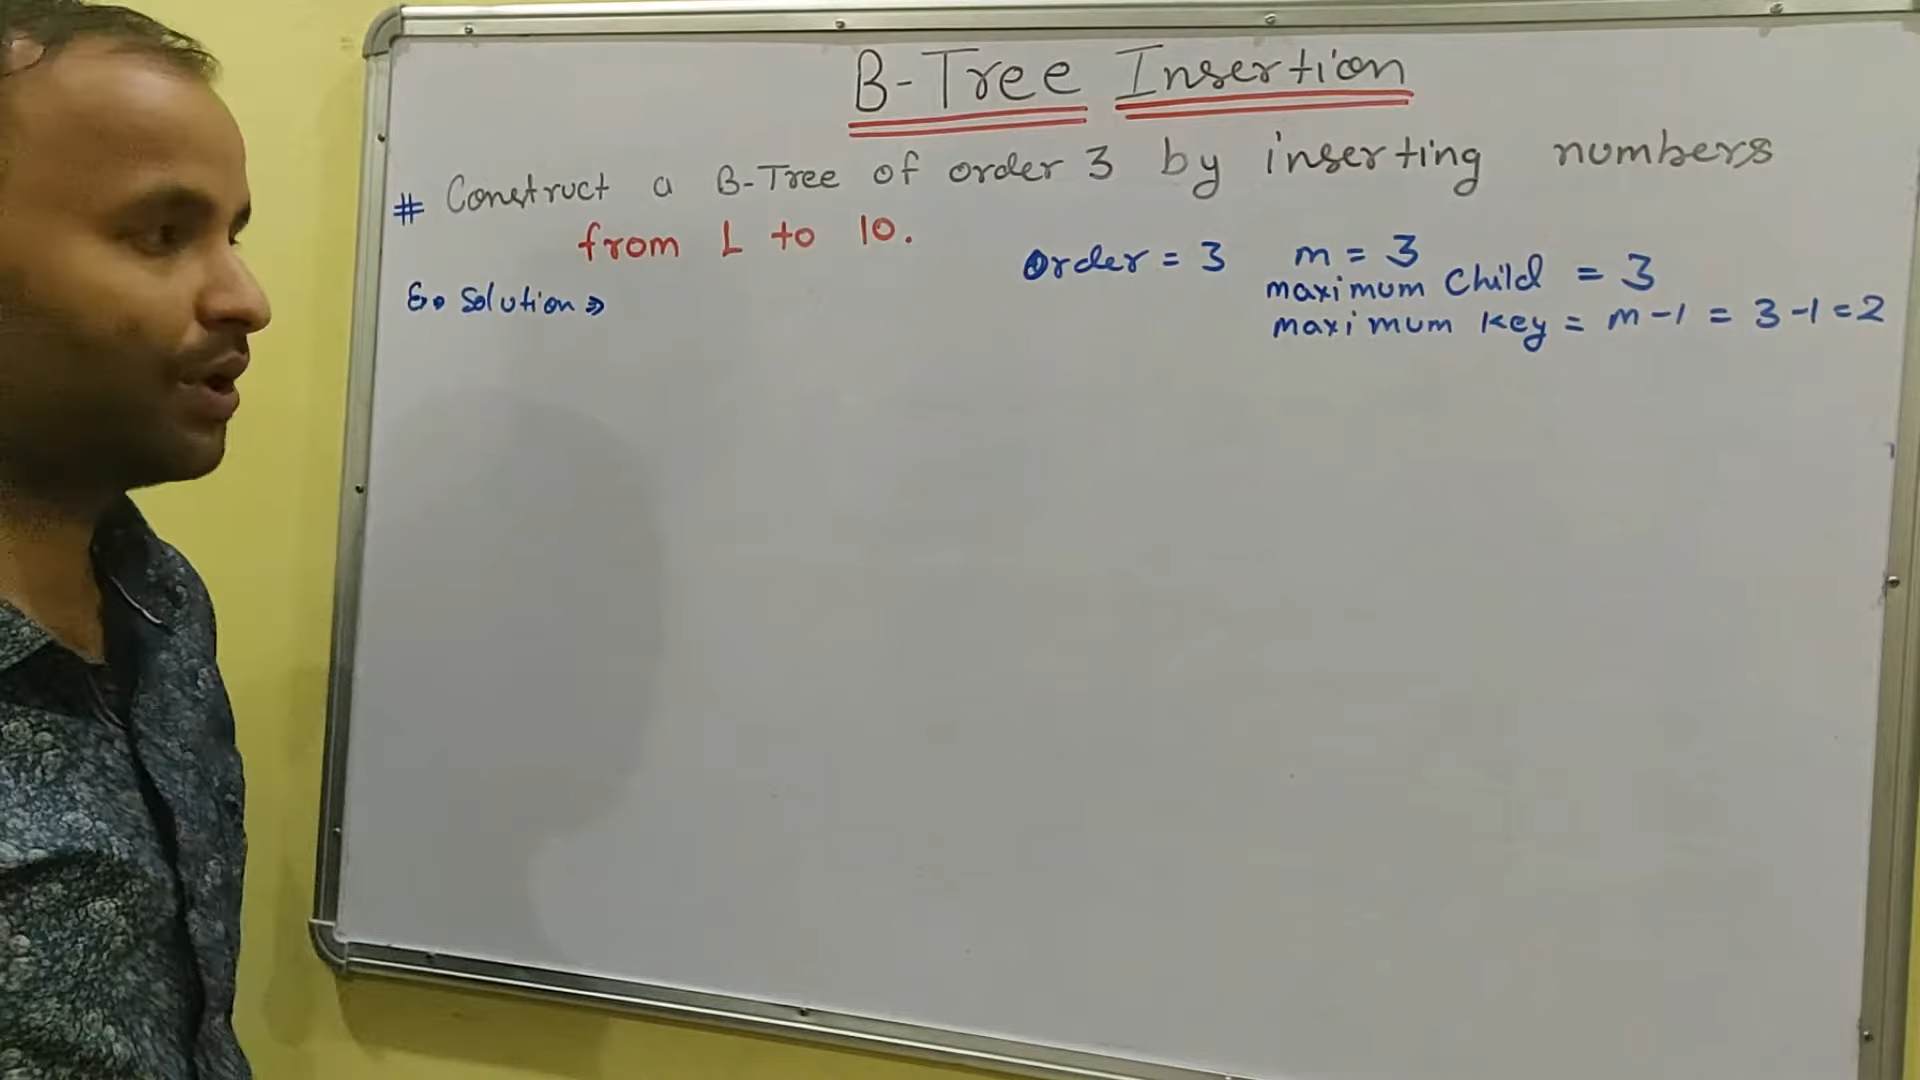 B-Tree Insertion
# Construct a B-Tree of order 3 by inserting numbers
from 1 to 10.
Order = 3 m = 3
maximum child = 3
Solution ⇒
maximum key = m-1 = 3-1=2